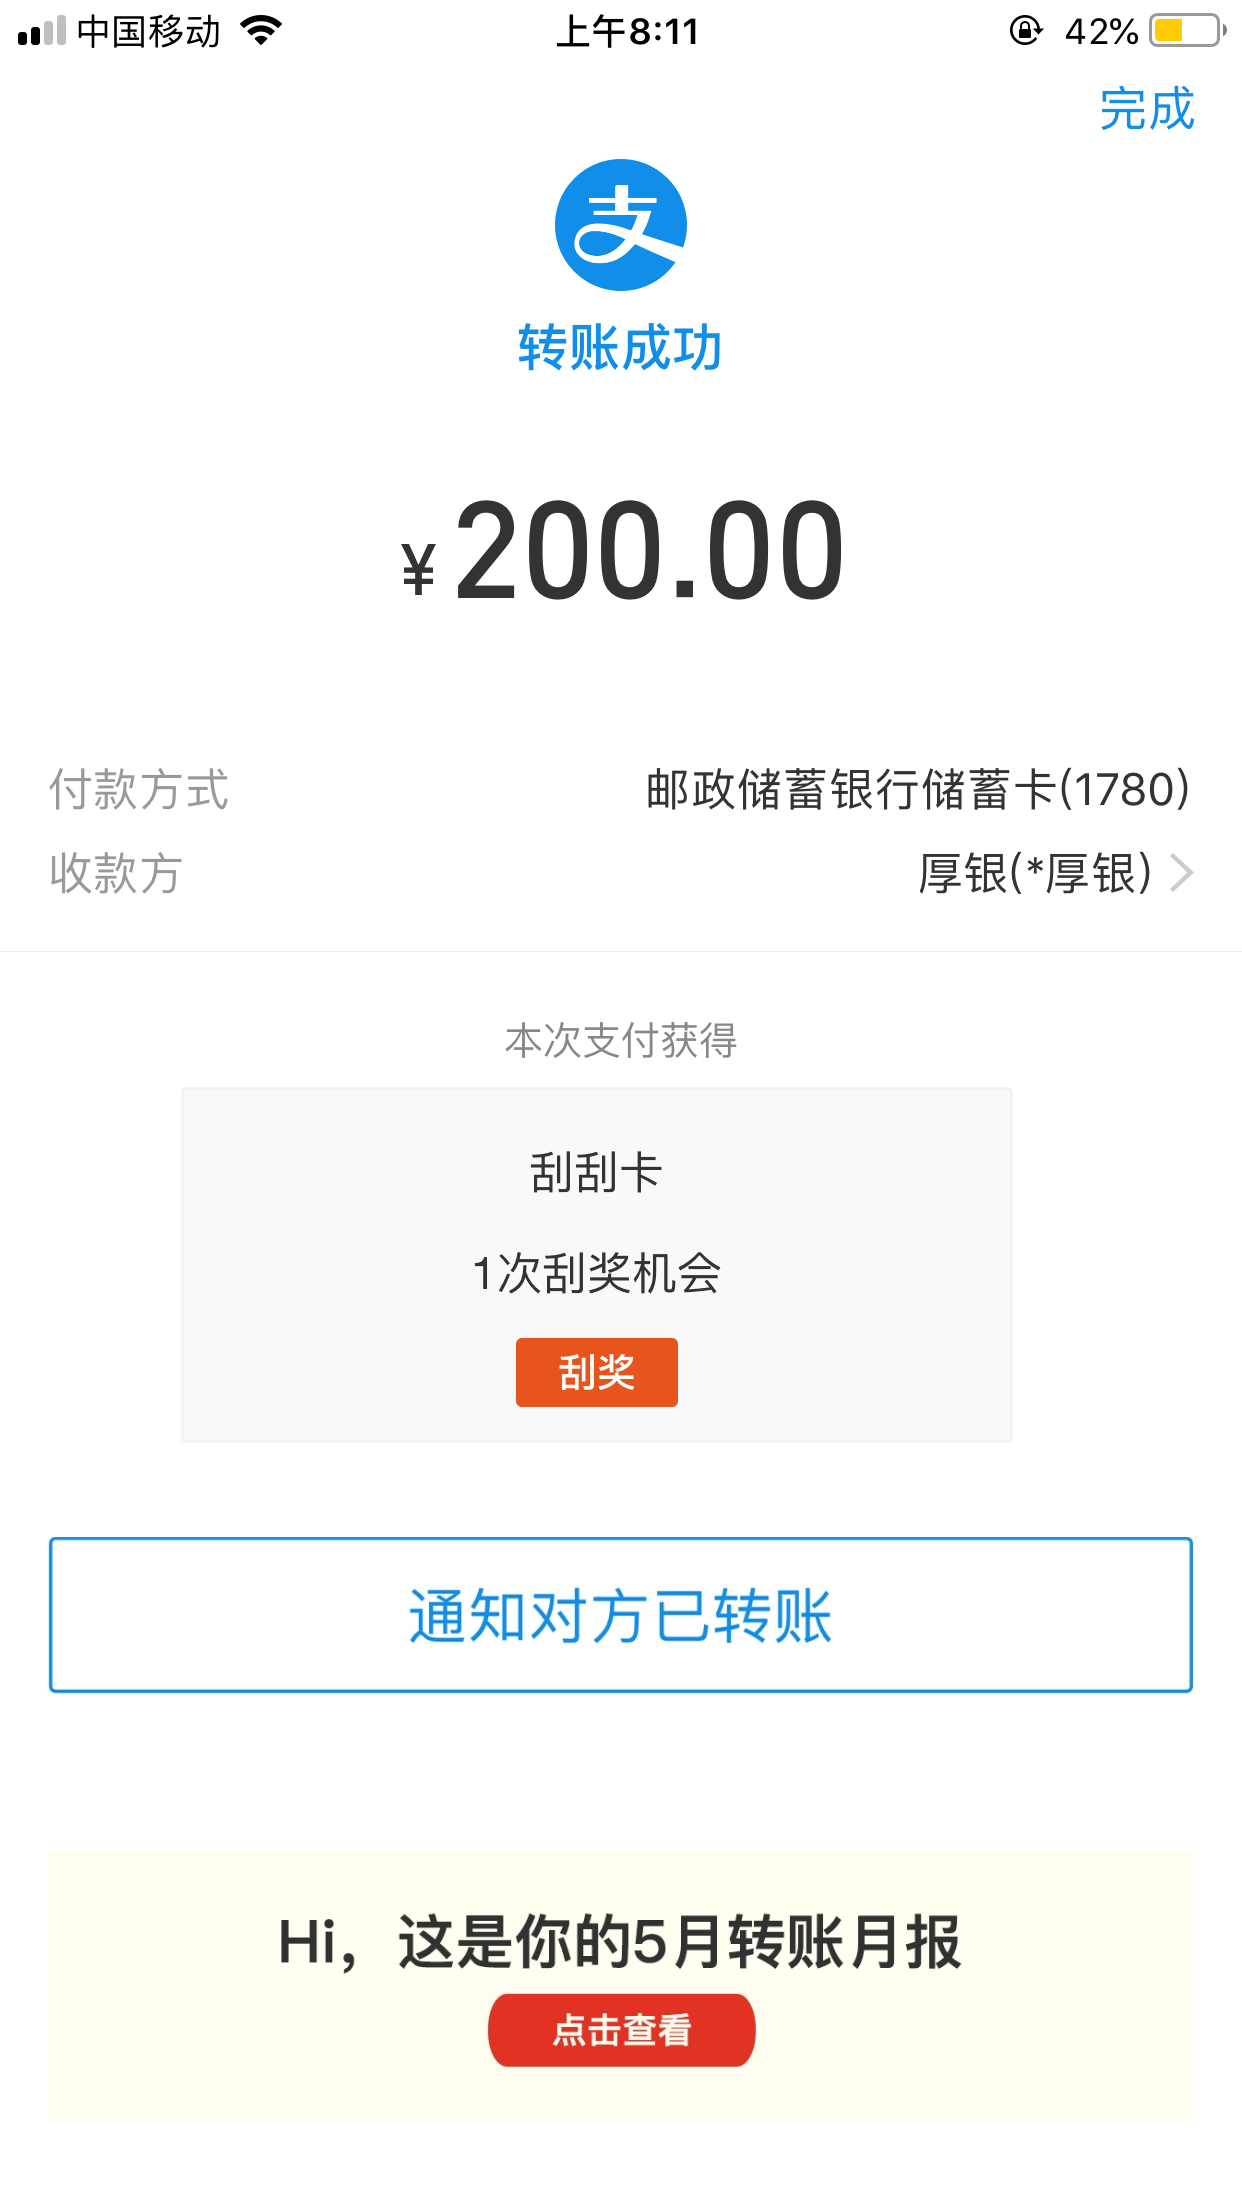 中国移动 上午8:11 42%
完成
支
转账成功
¥200.00
付款方式 邮政储蓄银行储蓄卡(1780)
收款方 厚银(*厚银)
本次支付获得
刮刮卡
1次刮奖机会
刮奖
通知对方已转账
Hi，这是你的5月转账月报
点击查看